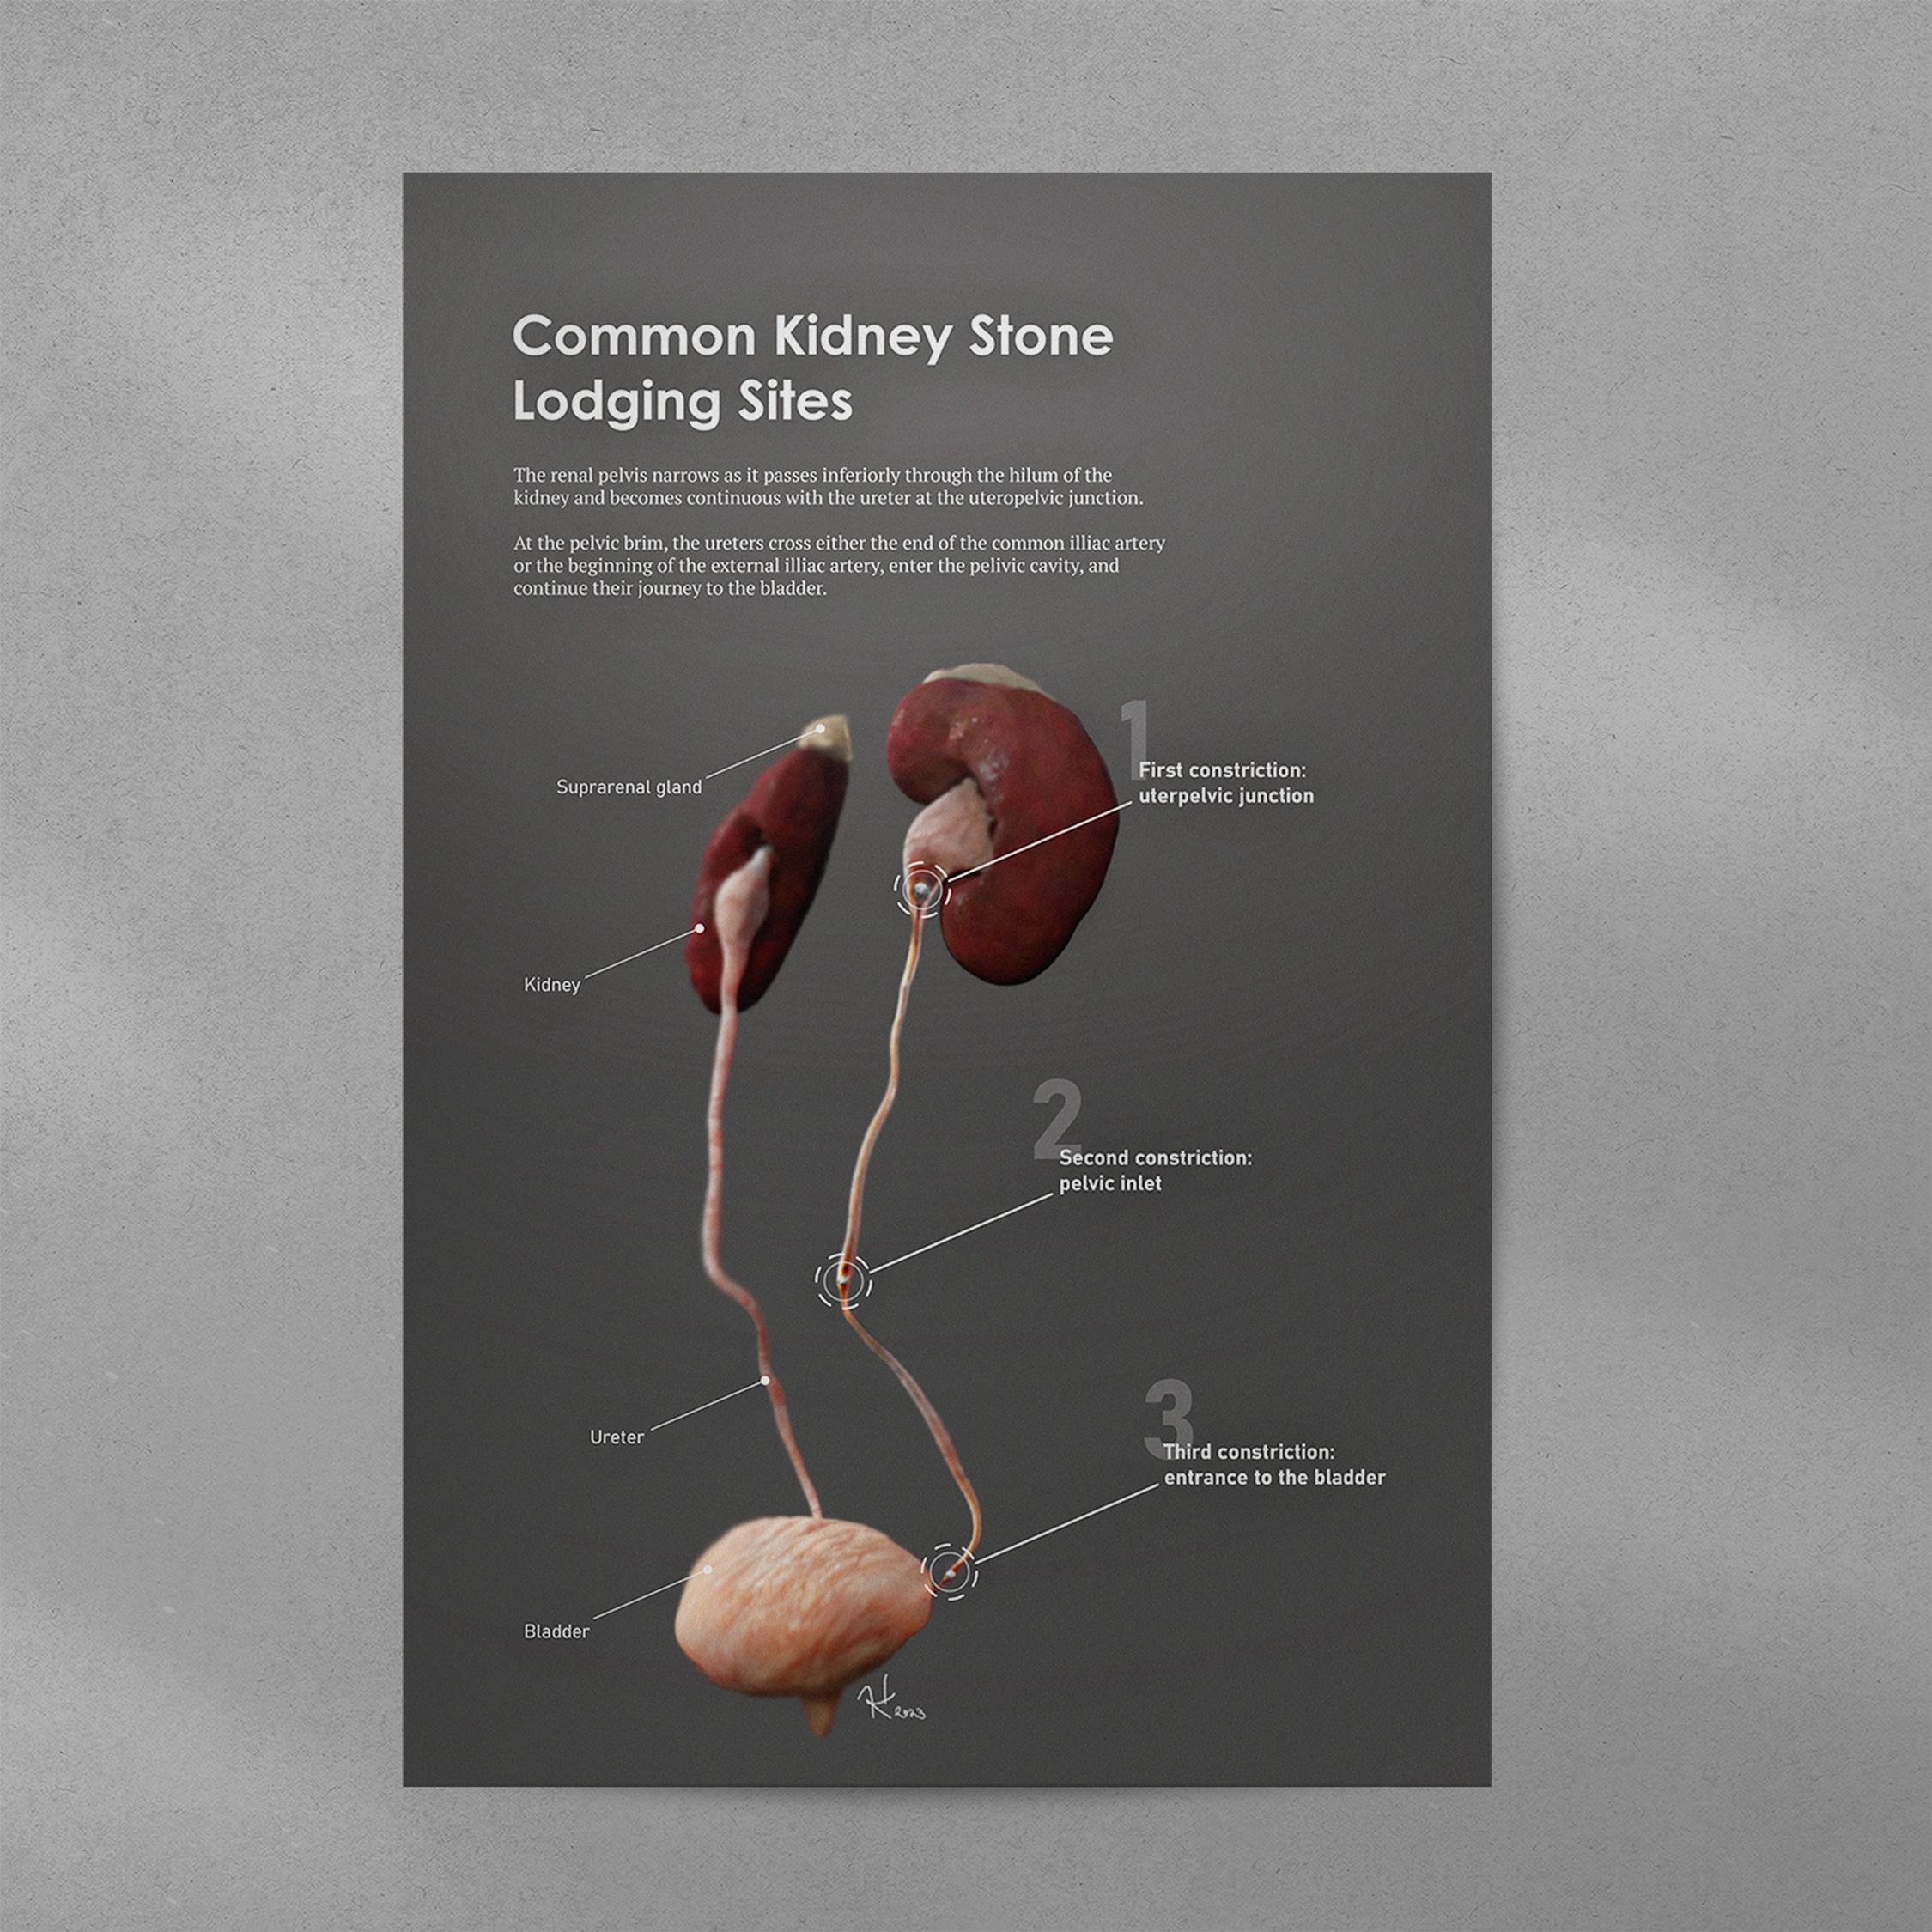 Common Kidney Stone
Lodging Sites
The renal pelvis narrows as it passes inferiorly through the hilum of the
kidney and becomes continuous with the ureter at the uteropelvic junction.
At the pelvic brim, the ureters cross either the end of the common illiac artery
or the beginning of the external illiac artery, enter the pelivic cavity, and
continue their journey to the bladder.
Suprarenal gland
1
First constriction:
uterpelvic junction
Kidney
2
Second constriction:
pelvic inlet
Ureter
3
Third constriction:
entrance to the bladder
Bladder
2023